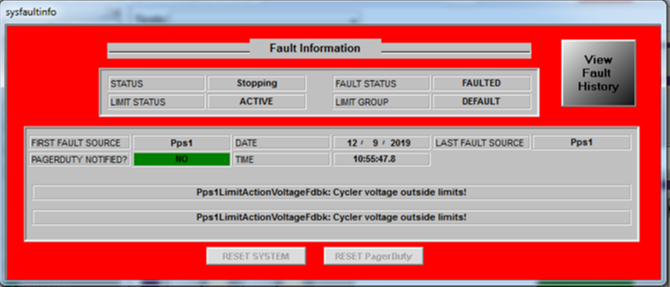 sysfaultinfo
Fault Information
View
Fault
History
STATUS Stopping FAULT STATUS FAULTED
LIMIT STATUS ACTIVE LIMIT GROUP DEFAULT
FIRST FAULT SOURCE Pps1 DATE 12 / 9 / 2019 LAST FAULT SOURCE Pps1
PAGERDUTY NOTIFIED? NO TIME 10:55:47.8
Pps1LimitActionVoltageFdbk: Cycler voltage outside limits!
Pps1LimitActionVoltageFdbk: Cycler voltage outside limits!
RESET SYSTEM RESET PagerDuty